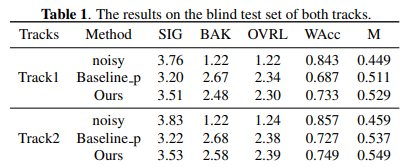 Table 1. The results on the blind test set of both tracks.
Tracks Method SIG BAK OVRL WAcc M
noisy 3.76 1.22 1.22 0.843 0.449
Track1 Baseline_p 3.20 2.67 2.34 0.687 0.511
Ours 3.51 2.48 2.30 0.733 0.529
noisy 3.83 1.22 1.24 0.857 0.459
Track2 Baseline_p 3.22 2.68 2.38 0.727 0.537
Ours 3.53 2.58 2.39 0.749 0.549